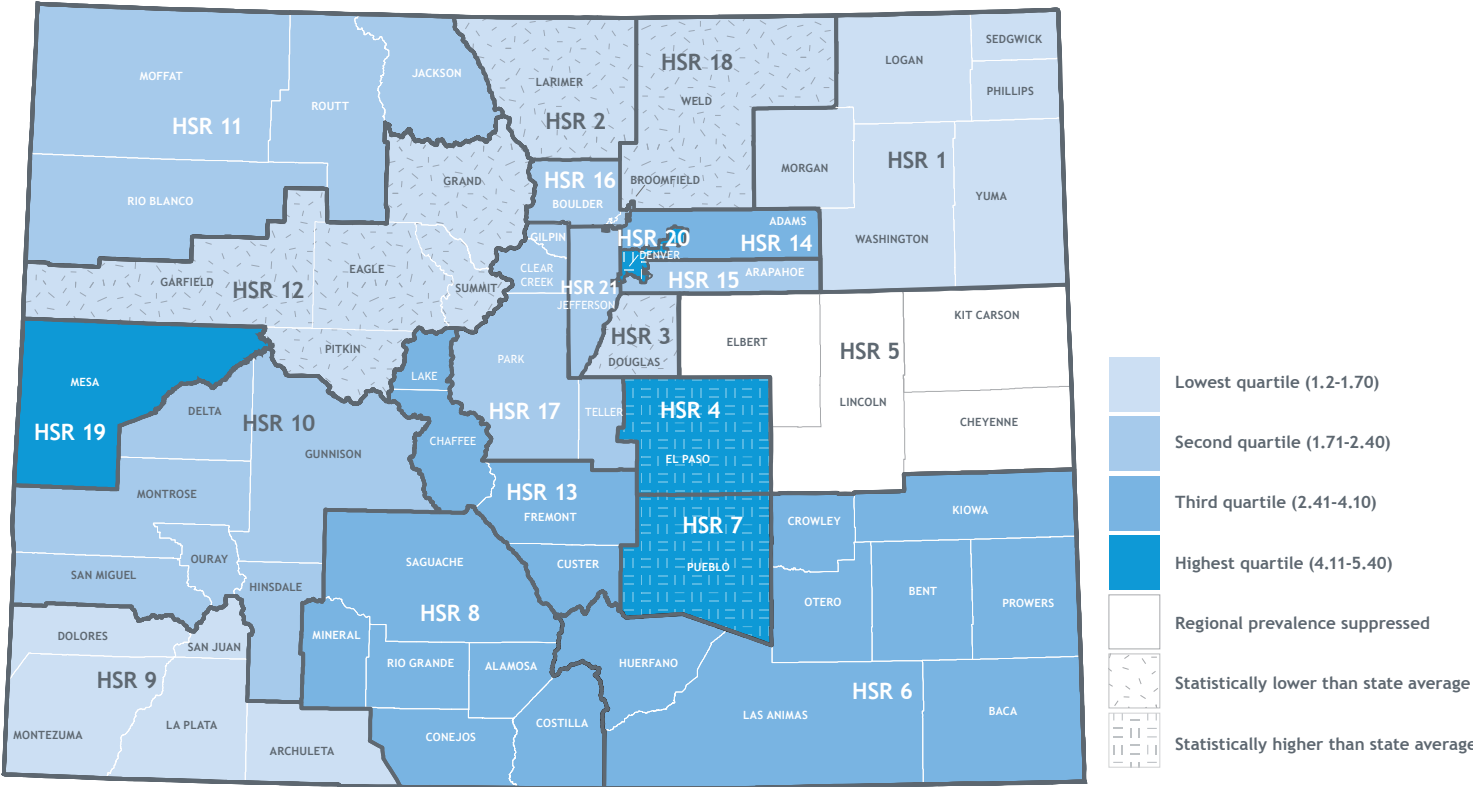 SEDGWICK
LOGAN
HSR 18
JACKSON
MOFFAT
LARIMER
PHILLIPS
WELD
ROUTT
HSR 11
HSR 2
HSR 1
MORGAN
HSR 16
BROOMFIELD
GRAND
YUMA
RIO BLANCO
BOULDER
ADAMS
GILPIN
HSR 20
HSR 14
WASHINGTON
DENVER
EAGLE
CLEAR
CREEK
ARAPAHOE
HSR 15
GARFIELD
HSR 12
SUMMIT
HSR 21
JEFFERSON
KIT CARSON
HSR 3
ELBERT
PITKIN
HSR 5
PARK
DOUGLAS
LAKE
MESA
Lowest quartile (1.2-1.70)
LINCOLN
DELTA
HSR 17
TELLER
HSR 4
HSR 10
CHEYENNE
HSR 19
CHAFFEE
Second quartile (1.71-2.40)
GUNNISON
EL PASO
MONTROSE
HSR 13
Third quartile (2.41-4.10)
KIOWA
FREMONT
CROWLEY
HSR 7
OURAY
SAGUACHE
CUSTER
PUEBLO
Highest quartile (4.11-5.40)
SAN MIGUEL
HINSDALE
BENT
OTERO
PROWERS
HSR 8
Regional prevalence suppressed
DOLORES
MINERAL
SAN JUAN
RIO GRANDE
ALAMOSA
HUERFANO
HSR 9
Statistically lower than state average
HSR 6
LAS ANIMAS
BACA
COSTILLA
LA PLATA
MONTEZUMA
CONEJOS
Statistically higher than state average
ARCHULETA